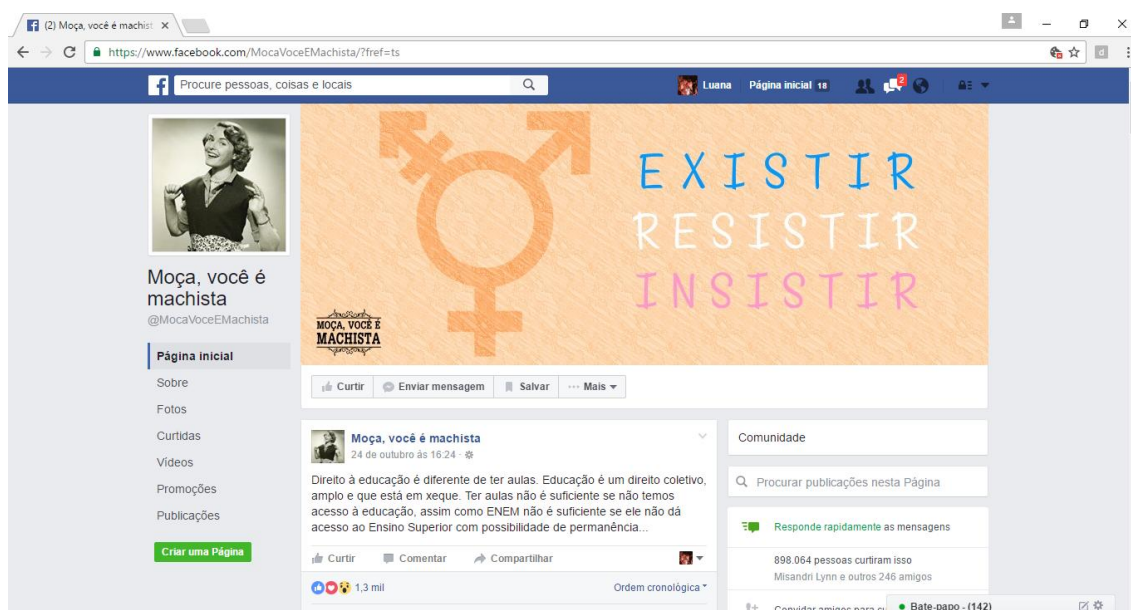 (2) Moça, você é machist
https://www.facebook.com/MocaVoceEMachista/?fref=ts
Procure pessoas, coisas e locais
Luana
Página inicial 18
2
EXISTIR
RESISTIR
INSISTIR
MOÇA, VOCÊ É
MACHISTA
Moça, você é
machista
@MocaVoceEMachista
Página inicial
Sobre
Fotos
Curtidas
Vídeos
Promoções
Publicações
Criar uma Página
Curtir
Enviar mensagem
Salvar
··· Mais
Moça, você é machista
24 de outubro às 16:24 ·
Direito à educação é diferente de ter aulas. Educação é um direito coletivo,
amplo e que está em xeque. Ter aulas não é suficiente se não temos
acesso à educação, assim como ENEM não é suficiente se ele não dá
acesso ao Ensino Superior com possibilidade de permanência...
Curtir
Comentar
Compartilhar
1,3 mil
Ordem cronológica
Comunidade
Procurar publicações nesta Página
Responde rapidamente as mensagens
898.064 pessoas curtiram isso
Misandri Lynn e outros 246 amigos
Convidar amigos para
Bate-papo - (142)